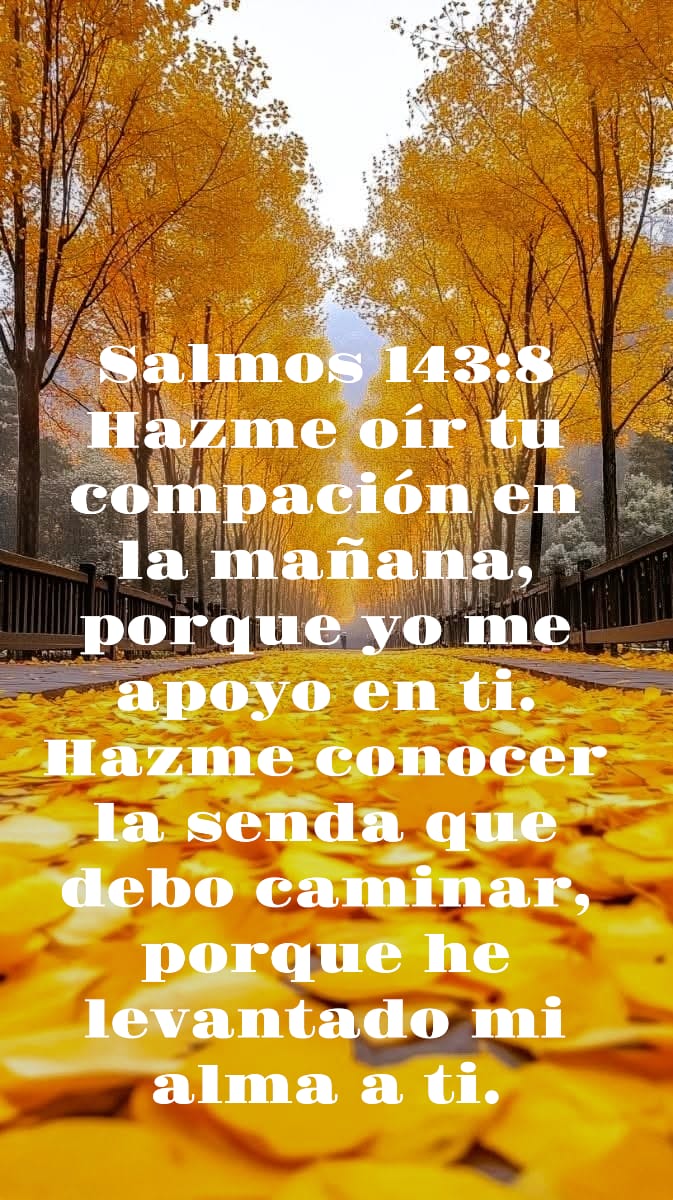 Salmos 143:8
Hazme oír tu
compación en
la mañana,
porque yo me
apoyo en ti.
Hazme conocer
la senda que
debo caminar,
porque he
levantado mi
alma a ti.